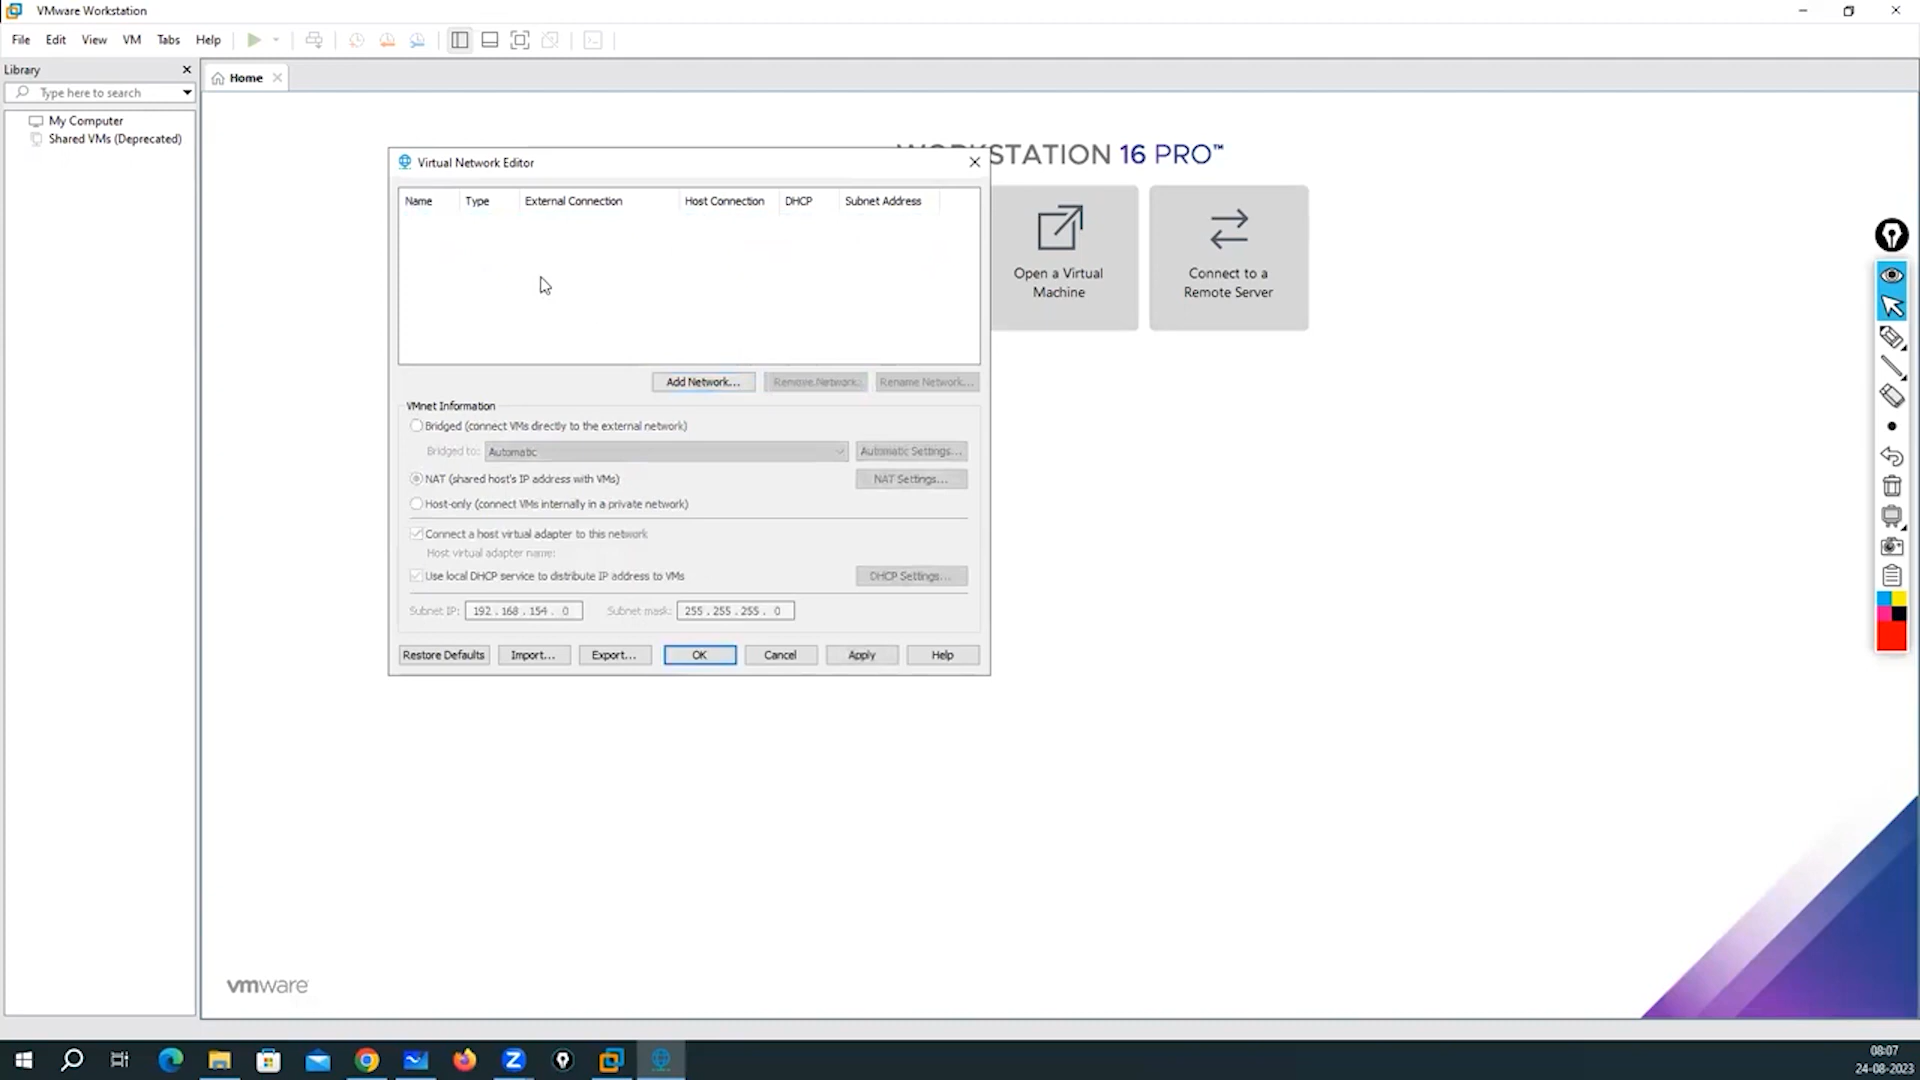 VMware Workstation
File Edit View VM Tabs Help
Library
Type here to search
My Computer
Shared VMs (Deprecated)
Home
WORKSTATION 16 PRO™
Open a Virtual
Machine
Connect to a
Remote Server
Virtual Network Editor
Name Type External Connection Host Connection DHCP Subnet Address
Add Network... Remove Network... Rename Network...
VMnet Information
Bridged (connect VMs directly to the external network)
Bridged to: Automatic Automatic Settings...
NAT (shared host's IP address with VMs) NAT Settings...
Host-only (connect VMs internally in a private network)
Connect a host virtual adapter to this network
Host virtual adapter name:
Use local DHCP service to distribute IP address to VMs DHCP Settings...
Subnet IP: 192 . 168 . 154 . 0 Subnet mask: 255 . 255 . 255 . 0
Restore Defaults Import... Export... OK Cancel Apply Help
vmware
08:07
24-08-2023